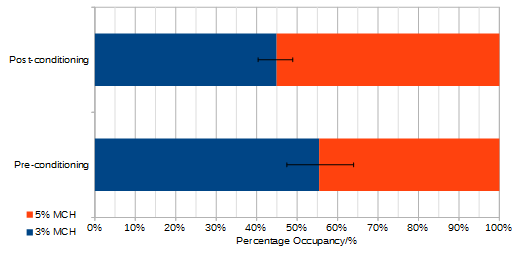 Post-conditioning
Pre-conditioning
5% MCH
3% MCH
0% 10% 20% 30% 40% 50% 60% 70% 80% 90% 100%
Percentage Occupancy/%